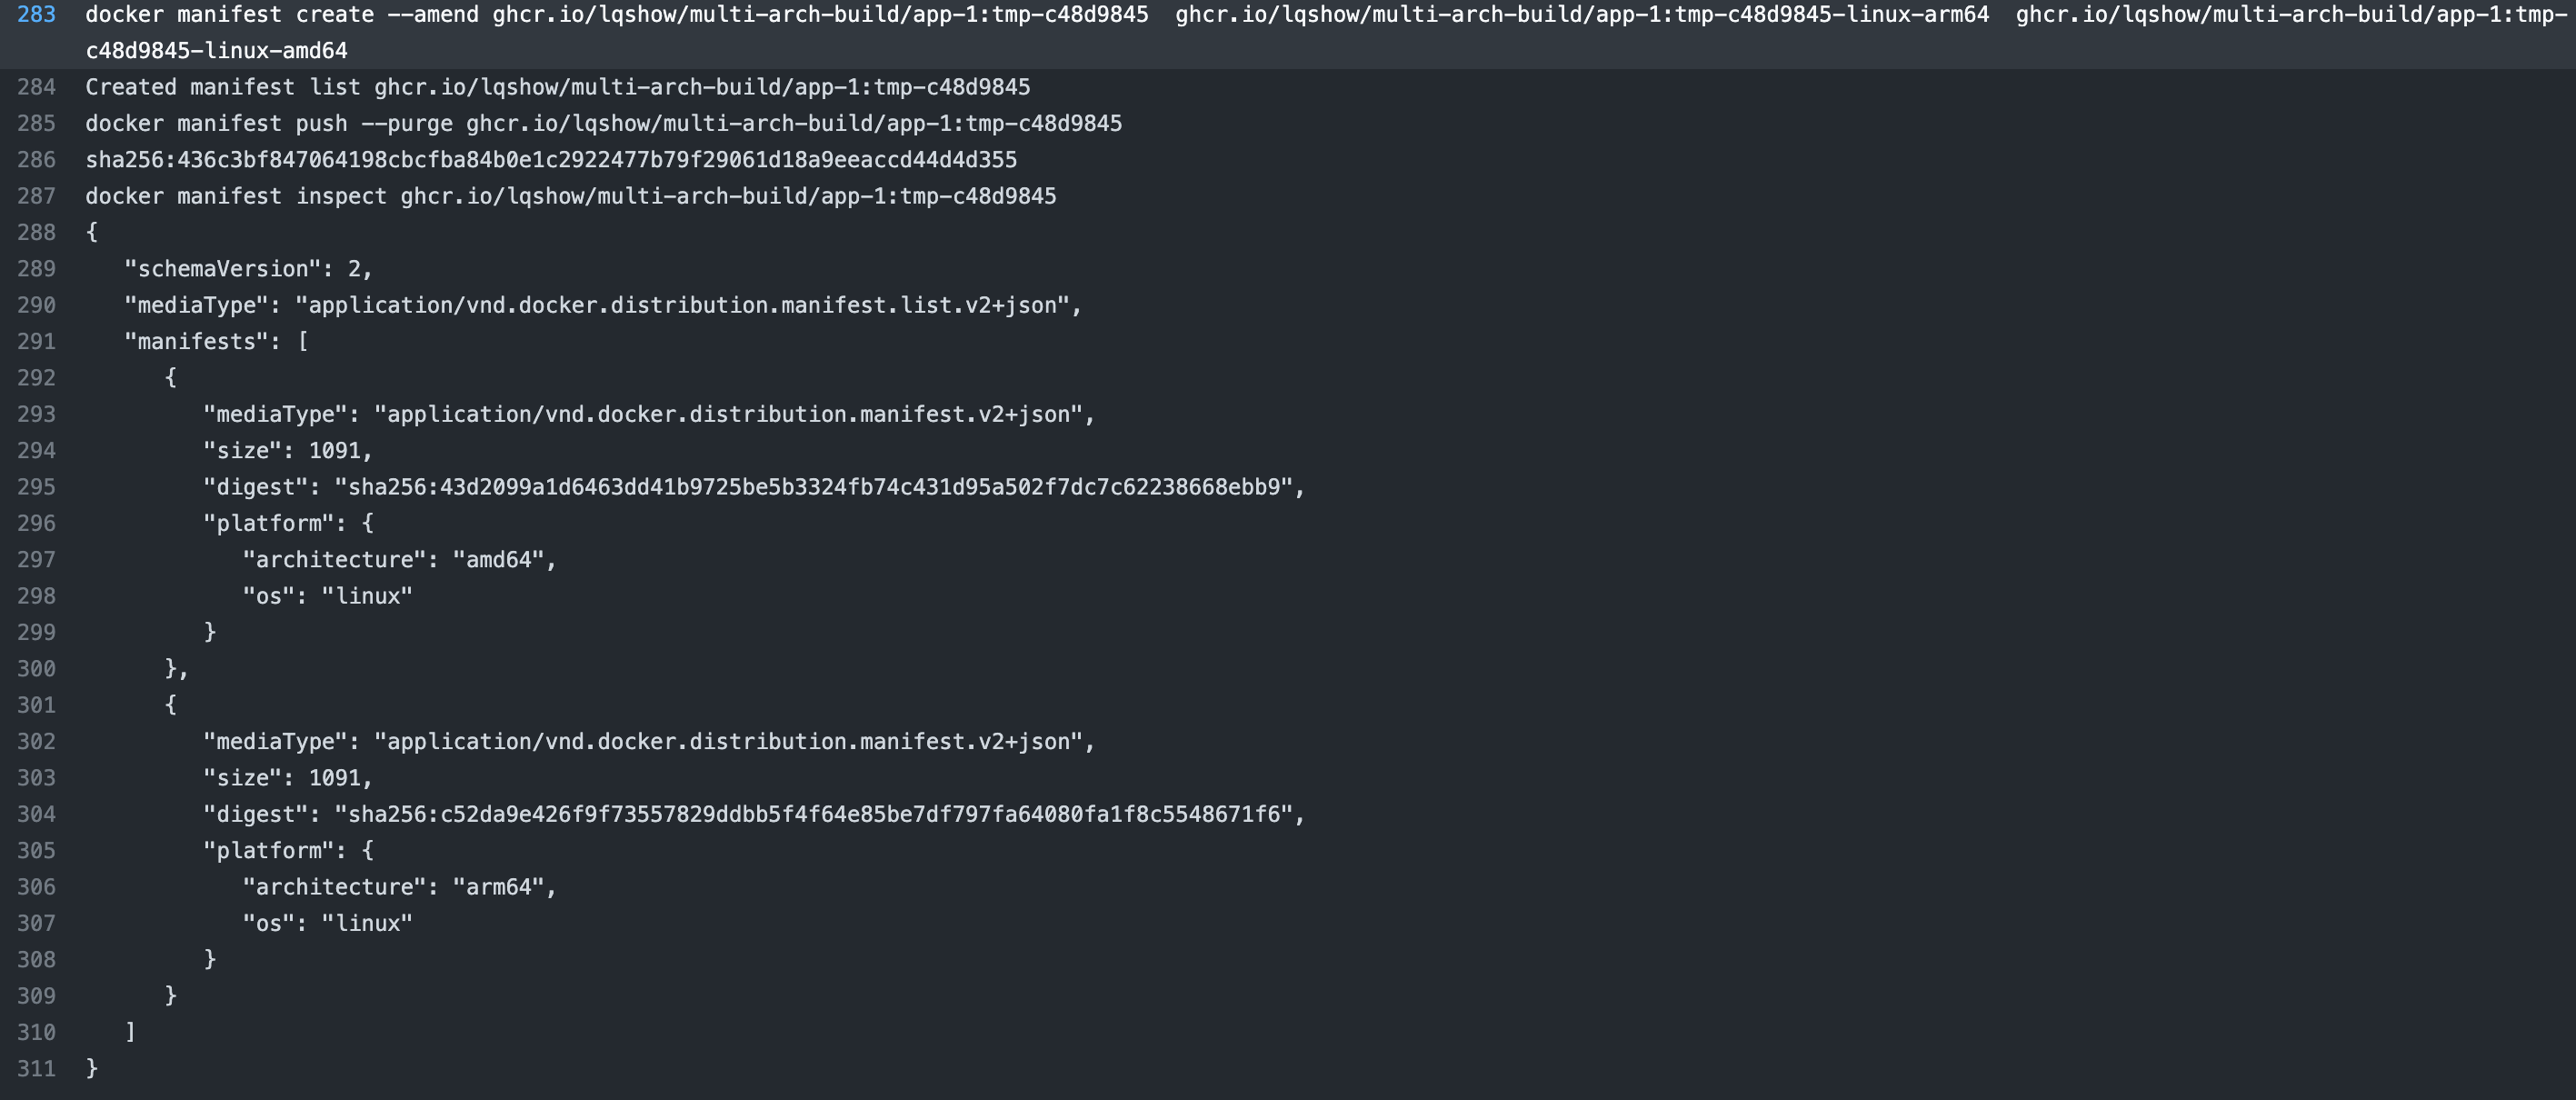 283 docker manifest create --amend ghcr.io/lqshow/multi-arch-build/app-1:tmp-c48d9845  ghcr.io/lqshow/multi-arch-build/app-1:tmp-c48d9845-linux-arm64  ghcr.io/lqshow/multi-arch-build/app-1:tmp-
c48d9845-linux-amd64
284 Created manifest list ghcr.io/lqshow/multi-arch-build/app-1:tmp-c48d9845
285 docker manifest push --purge ghcr.io/lqshow/multi-arch-build/app-1:tmp-c48d9845
286 sha256:436c3bf847064198cbcfba84b0e1c2922477b79f29061d18a9eeaccd44d4d355
287 docker manifest inspect ghcr.io/lqshow/multi-arch-build/app-1:tmp-c48d9845
288 {
289    "schemaVersion": 2,
290    "mediaType": "application/vnd.docker.distribution.manifest.list.v2+json",
291    "manifests": [
292       {
293          "mediaType": "application/vnd.docker.distribution.manifest.v2+json",
294          "size": 1091,
295          "digest": "sha256:43d2099a1d6463dd41b9725be5b3324fb74c431d95a502f7dc7c62238668ebb9",
296          "platform": {
297             "architecture": "amd64",
298             "os": "linux"
299          }
300       },
301       {
302          "mediaType": "application/vnd.docker.distribution.manifest.v2+json",
303          "size": 1091,
304          "digest": "sha256:c52da9e426f9f73557829ddbb5f4f64e85be7df797fa64080fa1f8c5548671f6",
305          "platform": {
306             "architecture": "arm64",
307             "os": "linux"
308          }
309       }
310    ]
311 }